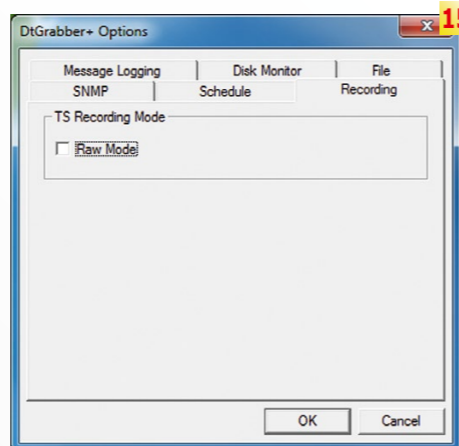 DtGrabber+ Options
x
15
Message Logging Disk Monitor File
SNMP Schedule Recording
TS Recording Mode
Raw Mode
OK Cancel